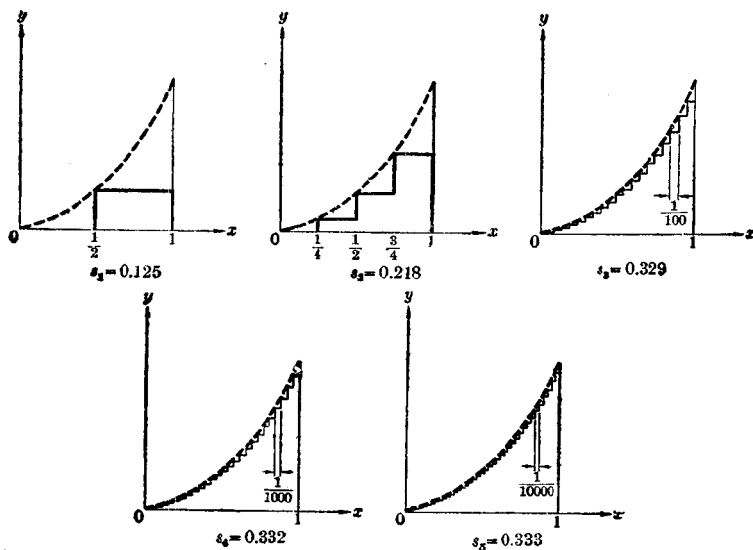 y
0
1/2
1
x
s₁=0.125
y
0
1/4
1/2
3/4
1
x
s₂=0.218
y
0
1/100
1
x
s₃=0.329
y
0
1/1000
1
x
s₄=0.332
y
0
1/10000
1
x
s₅=0.333